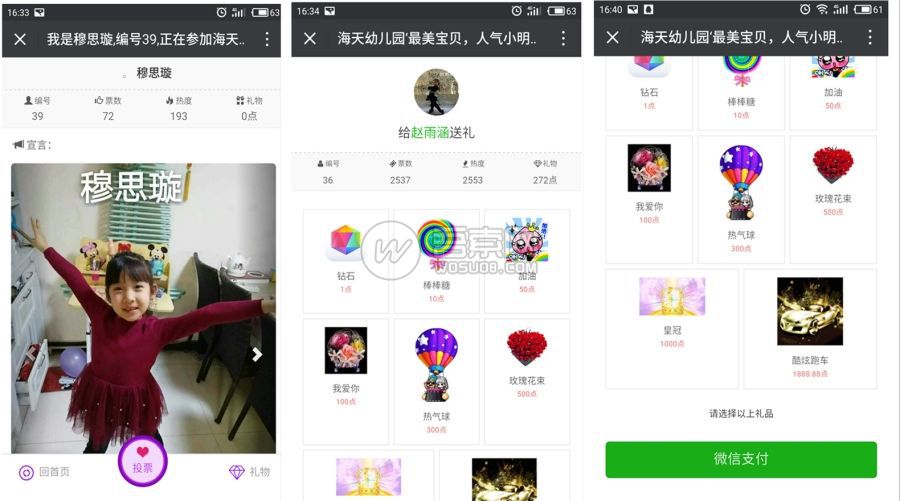 16:33
63
我是穆思璇,编号39,正在参加海天..
穆思璇
编号
票数
热度
礼物
39
72
193
0点
宣言:
穆思璇
回首页
投票
礼物
16:34
63
海天幼儿园'最美宝贝，人气小明..
给赵雨涵送礼
编号
票数
热度
礼物
36
2537
2553
272点
钻石
棒棒糖
加油
1点
10点
50点
WOSUO8.COM
我爱你
热气球
玫瑰花束
100点
300点
500点
16:40
61
海天幼儿园'最美宝贝，人气小明..
钻石
棒棒糖
加油
1点
10点
50点
我爱你
热气球
玫瑰花束
100点
300点
500点
皇冠
1000点
酷炫跑车
1888.88点
请选择以上礼品
微信支付